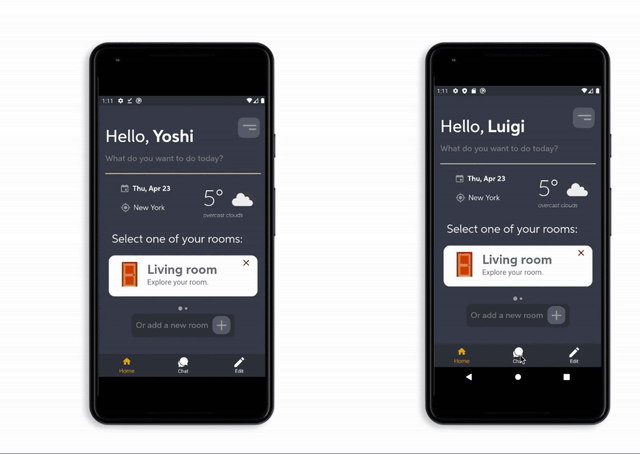 1:11
Hello, Yoshi
What do you want to do today?
Thu, Apr 23
New York
5°
overcast clouds
Select one of your rooms:
Living room
Explore your room.
Or add a new room
Home
Chat
Edit
1:11
Hello, Luigi
What do you want to do today?
Thu, Apr 23
New York
5°
overcast clouds
Select one of your rooms:
Living room
Explore your room.
Or add a new room
Home
Chat
Edit